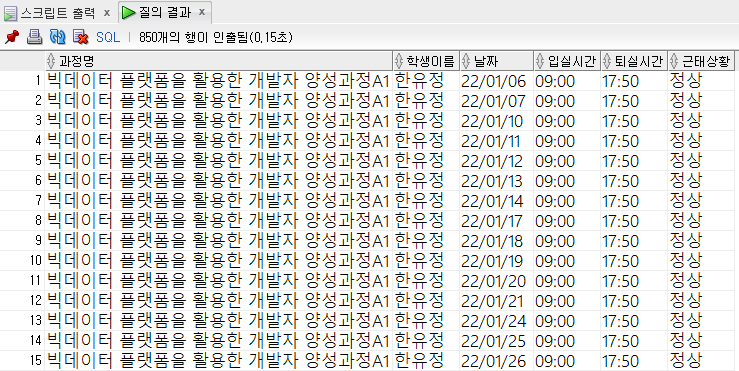 스크립트 출력 x 질의 결과 x
SQL | 850개의 행이 인출됨(0.15초)
과정명 학생이름 날짜 입실시간 퇴실시간 근태상황
1 빅데이터 플랫폼을 활용한 개발자 양성과정A1 한유정 22/01/06 09:00 17:50 정상
2 빅데이터 플랫폼을 활용한 개발자 양성과정A1 한유정 22/01/07 09:00 17:50 정상
3 빅데이터 플랫폼을 활용한 개발자 양성과정A1 한유정 22/01/10 09:00 17:50 정상
4 빅데이터 플랫폼을 활용한 개발자 양성과정A1 한유정 22/01/11 09:00 17:50 정상
5 빅데이터 플랫폼을 활용한 개발자 양성과정A1 한유정 22/01/12 09:00 17:50 정상
6 빅데이터 플랫폼을 활용한 개발자 양성과정A1 한유정 22/01/13 09:00 17:50 정상
7 빅데이터 플랫폼을 활용한 개발자 양성과정A1 한유정 22/01/14 09:00 17:50 정상
8 빅데이터 플랫폼을 활용한 개발자 양성과정A1 한유정 22/01/17 09:00 17:50 정상
9 빅데이터 플랫폼을 활용한 개발자 양성과정A1 한유정 22/01/18 09:00 17:50 정상
10 빅데이터 플랫폼을 활용한 개발자 양성과정A1 한유정 22/01/19 09:00 17:50 정상
11 빅데이터 플랫폼을 활용한 개발자 양성과정A1 한유정 22/01/20 09:00 17:50 정상
12 빅데이터 플랫폼을 활용한 개발자 양성과정A1 한유정 22/01/21 09:00 17:50 정상
13 빅데이터 플랫폼을 활용한 개발자 양성과정A1 한유정 22/01/24 09:00 17:50 정상
14 빅데이터 플랫폼을 활용한 개발자 양성과정A1 한유정 22/01/25 09:00 17:50 정상
15 빅데이터 플랫폼을 활용한 개발자 양성과정A1 한유정 22/01/26 09:00 17:50 정상